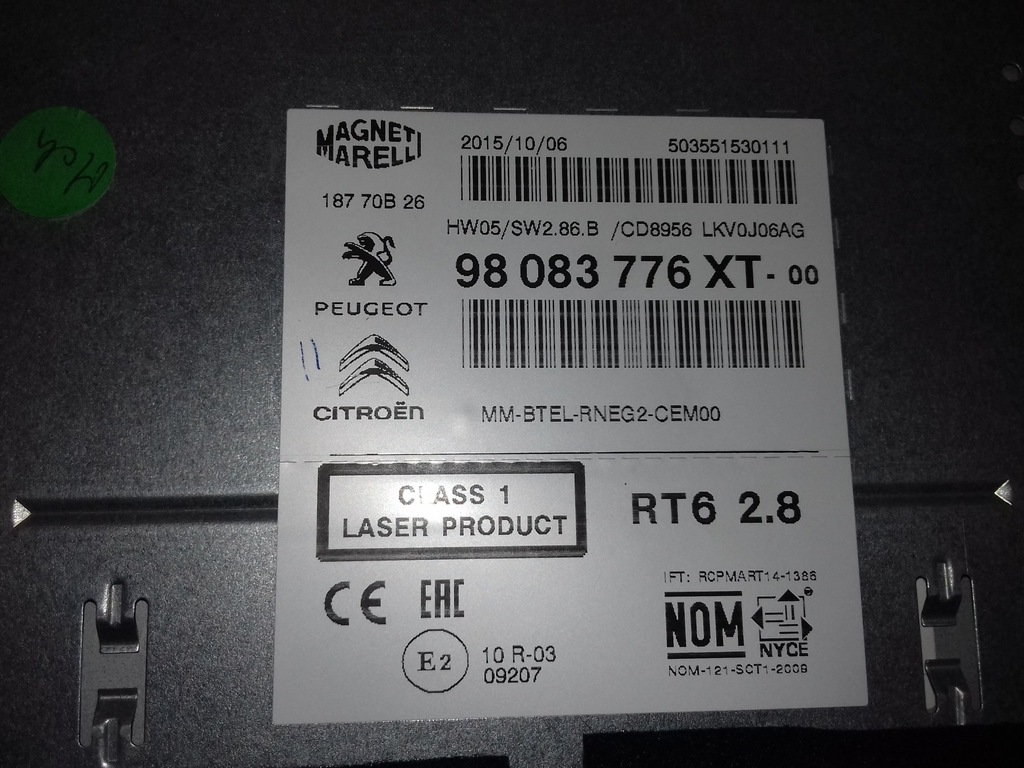 MAGNETI
MARELLI
2015/10/06 503551530111
187 70B 26
HW05/SW2.86.B /CD8956 LKV0J06AG
98 083 776 XT- 00
PEUGEOT
CITROËN
MM-BTEL-RNEG2-CEM00
CLASS 1
LASER PRODUCT
RT6 2.8
IFT: RCPMART14-1386
CE EAC
NOM
NYCE
E2 10 R-03
09207
NOM-121-SCT1-2009